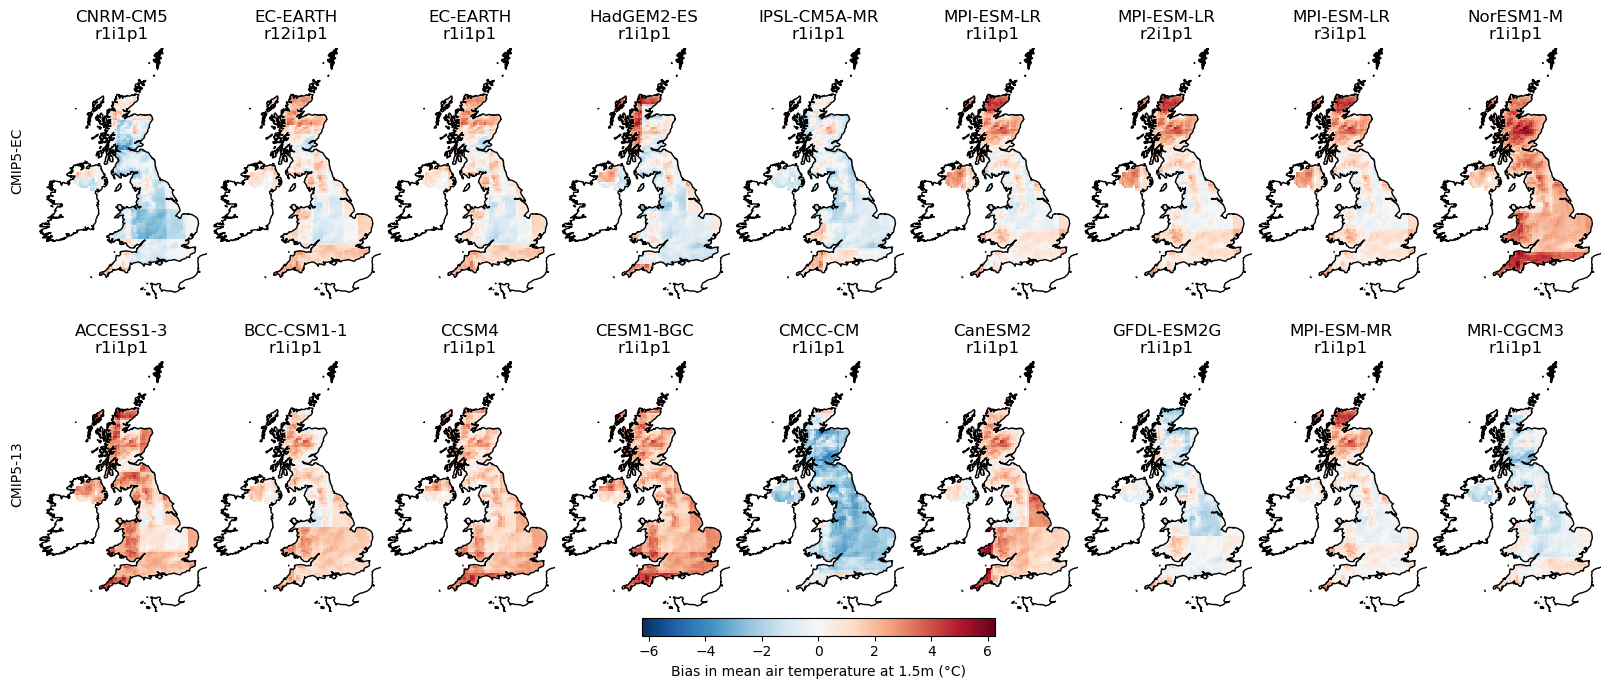 CNRM-CM5
r1i1p1
EC-EARTH
r12i1p1
EC-EARTH
r1i1p1
HadGEM2-ES
r1i1p1
IPSL-CM5A-MR
r1i1p1
MPI-ESM-LR
r1i1p1
MPI-ESM-LR
r2i1p1
MPI-ESM-LR
r3i1p1
NorESM1-M
r1i1p1
CMIP5-EC
ACCESS1-3
r1i1p1
BCC-CSM1-1
r1i1p1
CCSM4
r1i1p1
CESM1-BGC
r1i1p1
CMCC-CM
r1i1p1
CanESM2
r1i1p1
GFDL-ESM2G
r1i1p1
MPI-ESM-MR
r1i1p1
MRI-CGCM3
r1i1p1
CMIP5-13
−6 −4 −2 0 2 4 6
Bias in mean air temperature at 1.5m (°C)